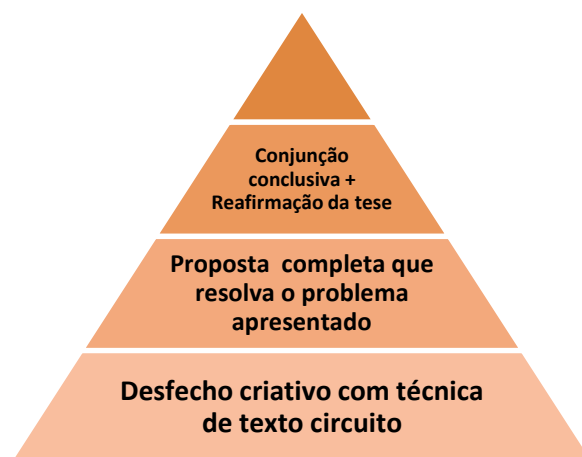 Conjunção
conclusiva +
Reafirmação da tese
Proposta completa que
resolva o problema
apresentado
Desfecho criativo com técnica
de texto circuito